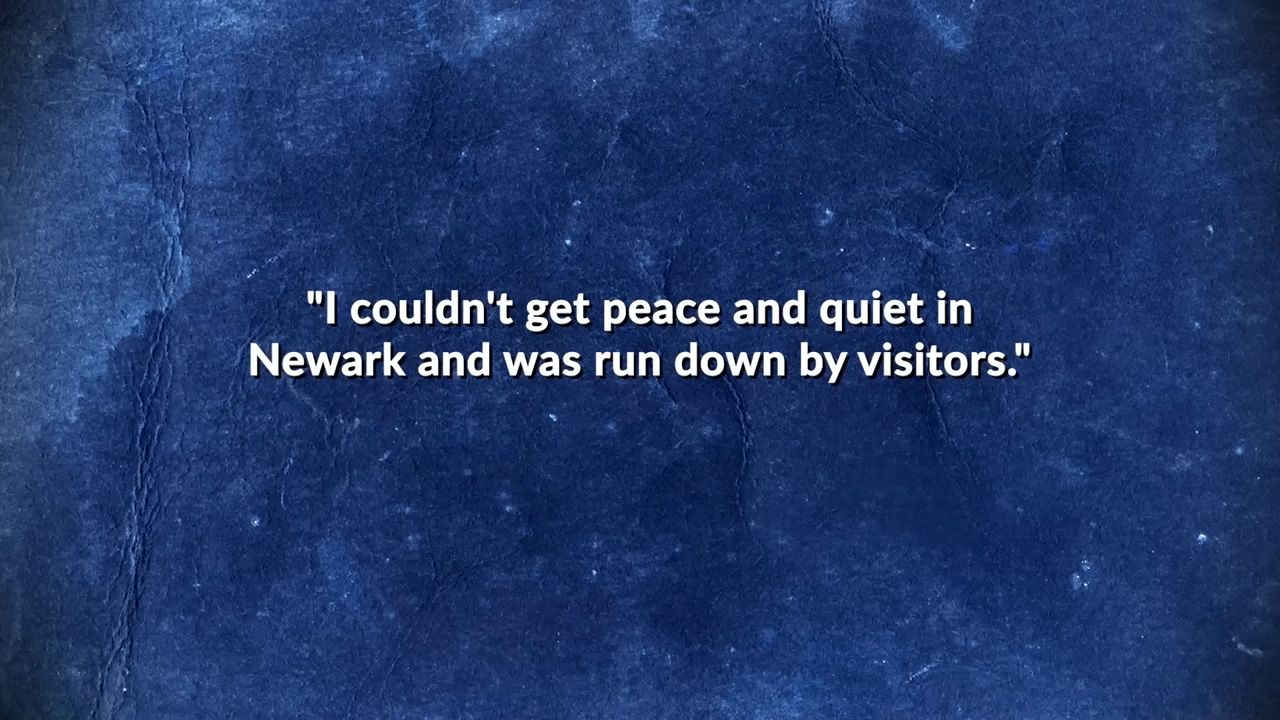 "I couldn't get peace and quiet in
Newark and was run down by visitors."